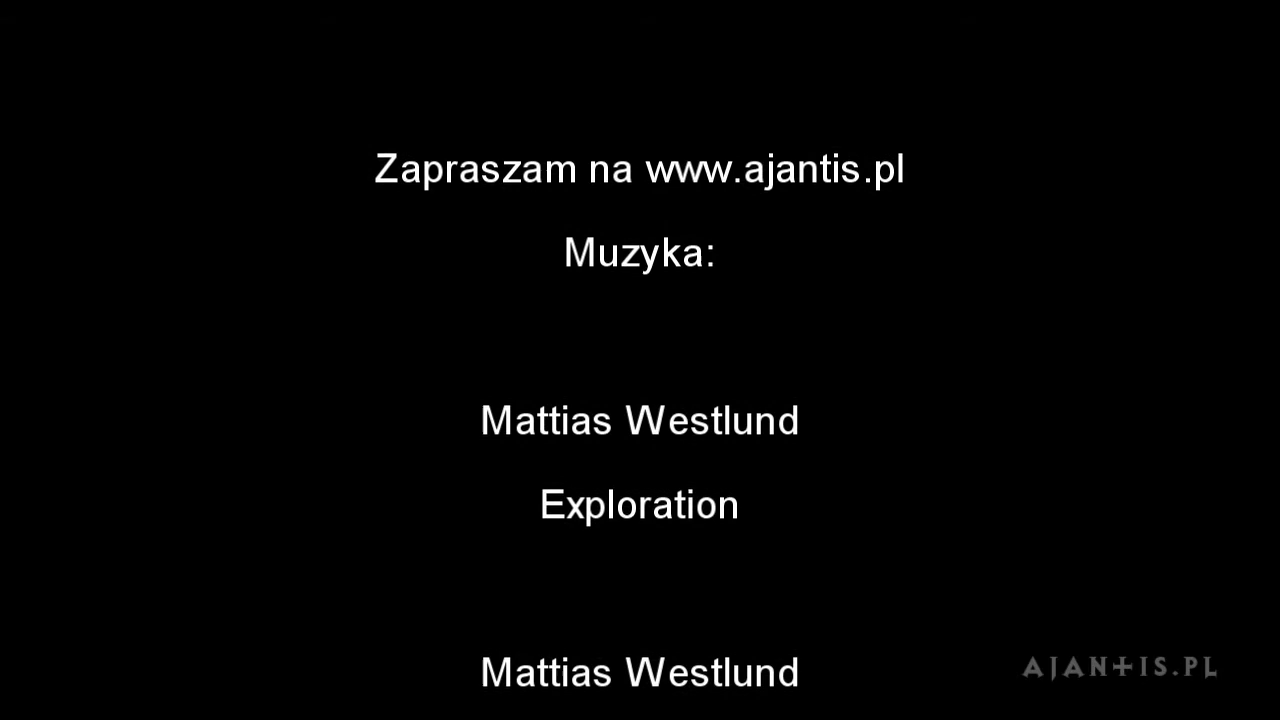 Zapraszam na www.ajantis.pl
Muzyka:
Mattias Westlund
Exploration
Mattias Westlund
AJANTIS.PL